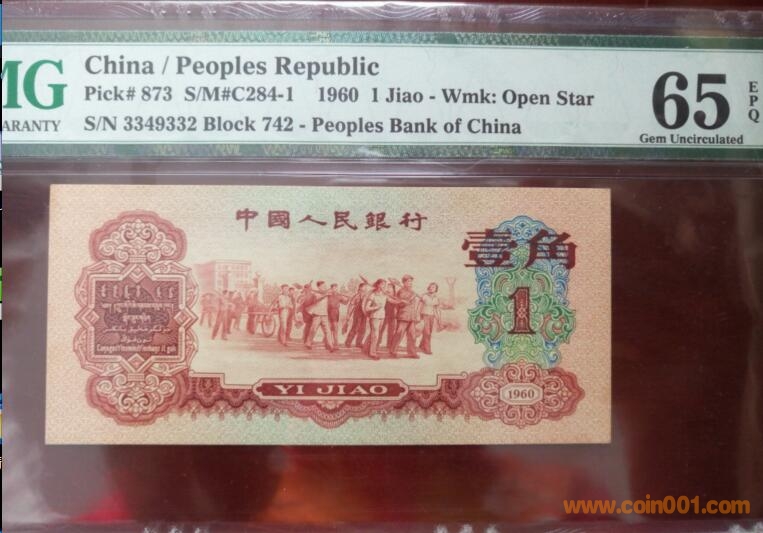 MG
ARANTY
China / Peoples Republic
Pick# 873 S/M#C284-1 1960 1 Jiao - Wmk: Open Star
S/N 3349332 Block 742 - Peoples Bank of China
65
EPQ
Gem Uncirculated
中國人民銀行
壹角
1
YI JIAO
1960
www.coin001.com